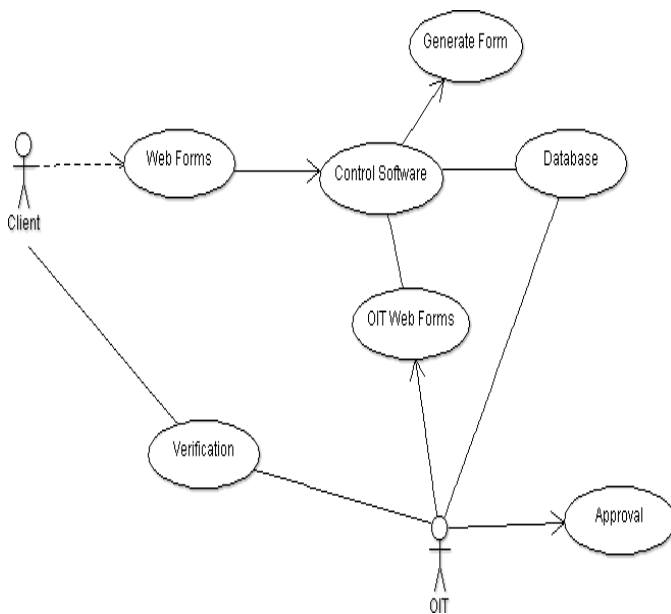 Generate Form
Web Forms
Control Software
Database
Client
OIT Web Forms
Verification
Approval
OIT